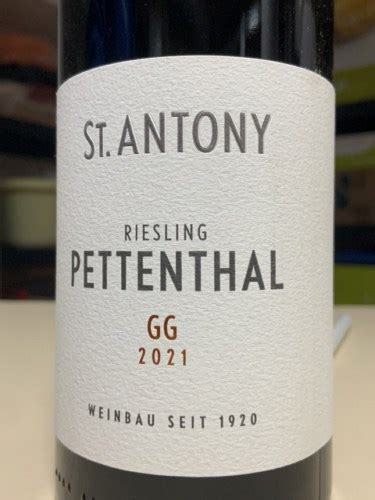 ST. ANTONY
RIESLING
PETTENTHAL
GG
2021
WEINBAU SEIT 1920